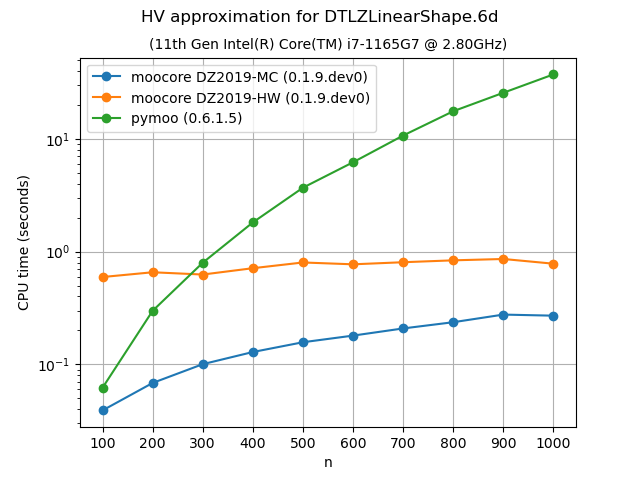 HV approximation for DTLZLinearShape.6d
(11th Gen Intel(R) Core(TM) i7-1165G7 @ 2.80GHz)
moocore DZ2019-MC (0.1.9.dev0)
moocore DZ2019-HW (0.1.9.dev0)
pymoo (0.6.1.5)
CPU time (seconds)
10¹
10⁰
10⁻¹
100 200 300 400 500 600 700 800 900 1000
n